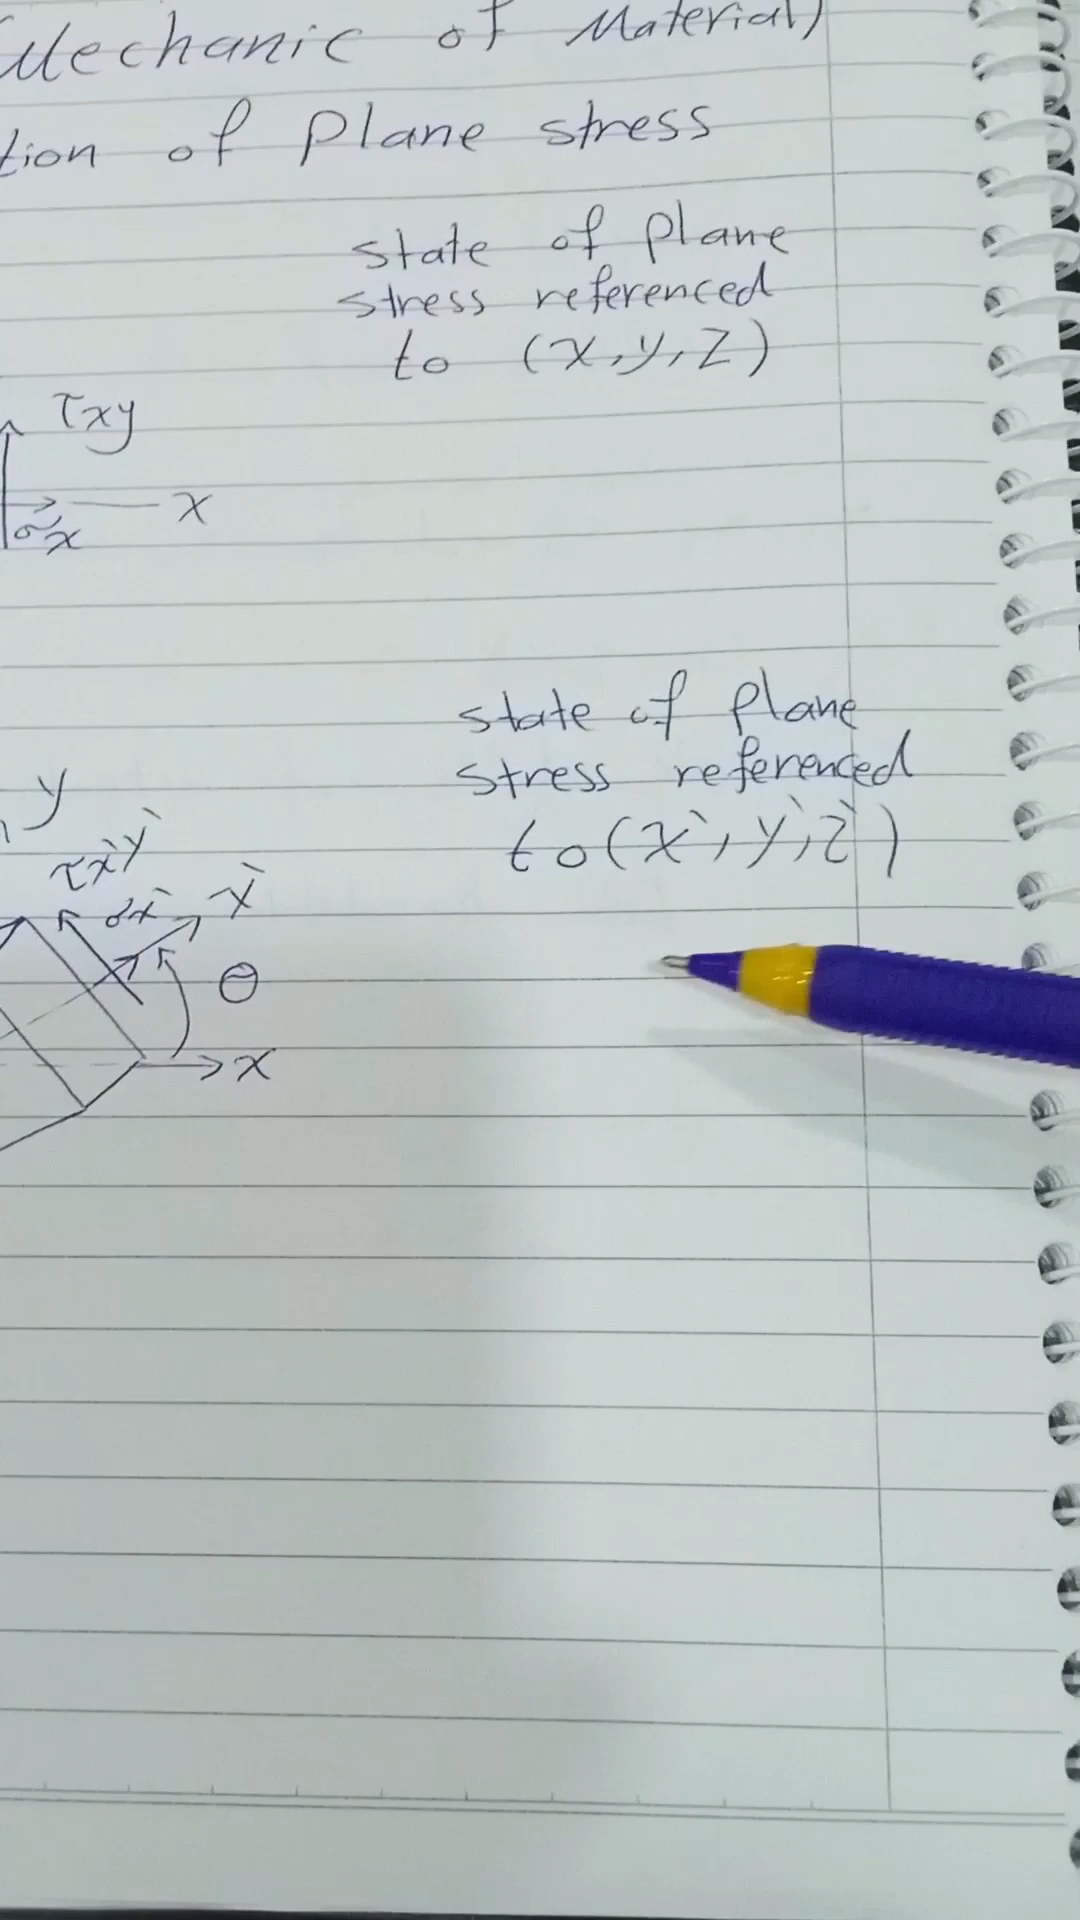 Mechanic of Material)
tion of Plane stress
state of plane
stress referenced
to (x,y,z)
τxy
x
σx
state of plane
stress referenced
to(x̀,ỳ,z̀)
y
τx̀ỳ
σx̀
x̀
θ
x